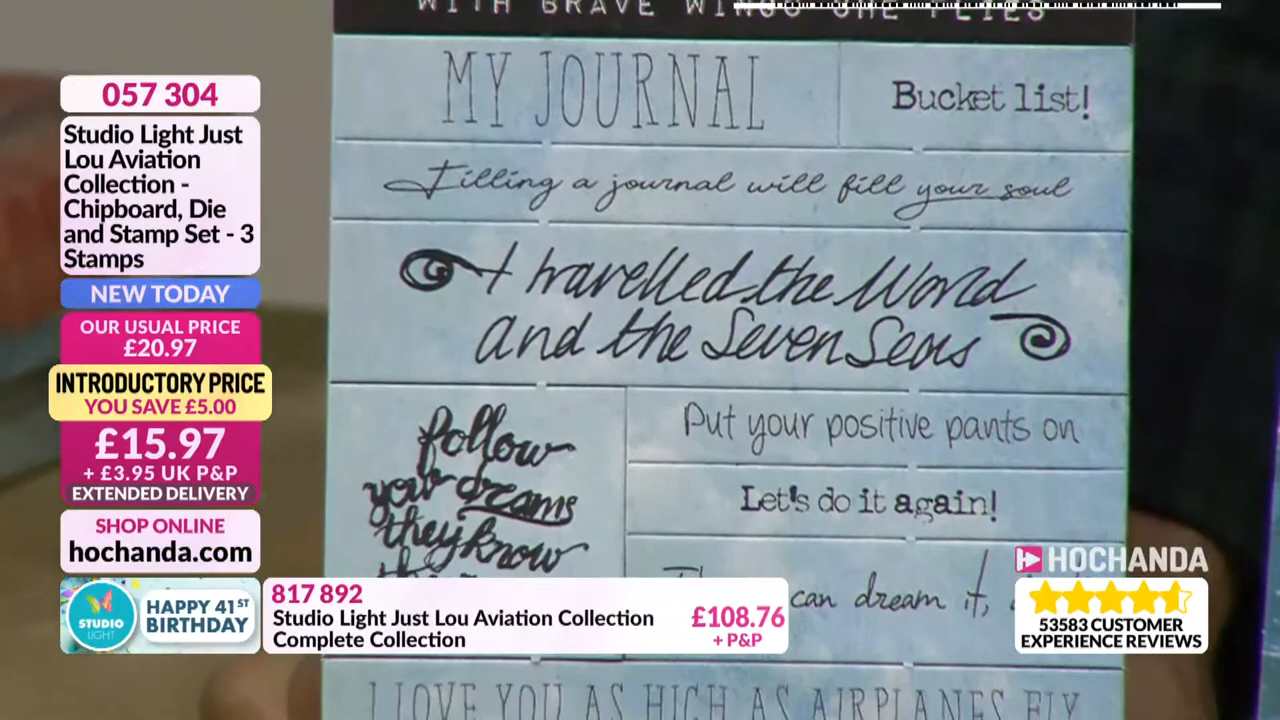 WITH BRAVE WINGS SHE FLIES
MY JOURNAL
Bucket list!
Filling a journal will fill your soul
I travelled the World
and the Seven Seas
follow
your dreams
they know
Put your positive pants on
Let's do it again!
can dream it,
I LOVE YOU AS HIGH AS AIRPLANES FLY
057 304
Studio Light Just
Lou Aviation
Collection -
Chipboard, Die
and Stamp Set - 3
Stamps
NEW TODAY
OUR USUAL PRICE
£20.97
INTRODUCTORY PRICE
YOU SAVE £5.00
£15.97
+ £3.95 UK P&P
EXTENDED DELIVERY
SHOP ONLINE
hochanda.com
STUDIO
LIGHT
HAPPY 41ST
BIRTHDAY
817 892
Studio Light Just Lou Aviation Collection
Complete Collection
£108.76
+ P&P
HOCHANDA
53583 CUSTOMER
EXPERIENCE REVIEWS